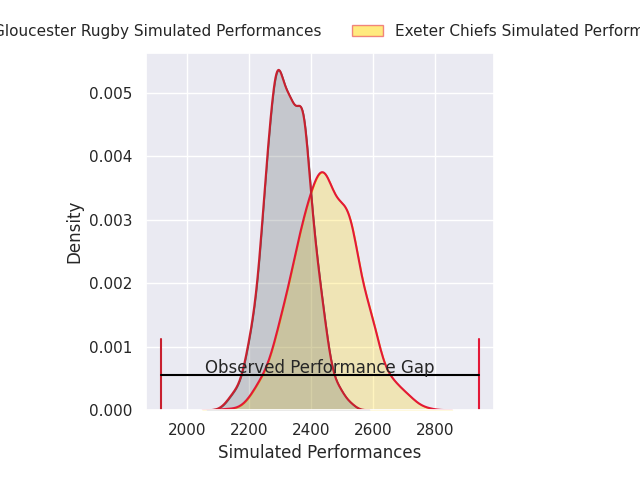 Gloucester Rugby Simulated Performances
Exeter Chiefs Simulated Perform
Density
0.005
0.004
0.003
0.002
0.001
0.000
Observed Performance Gap
2000 2200 2400 2600 2800
Simulated Performances